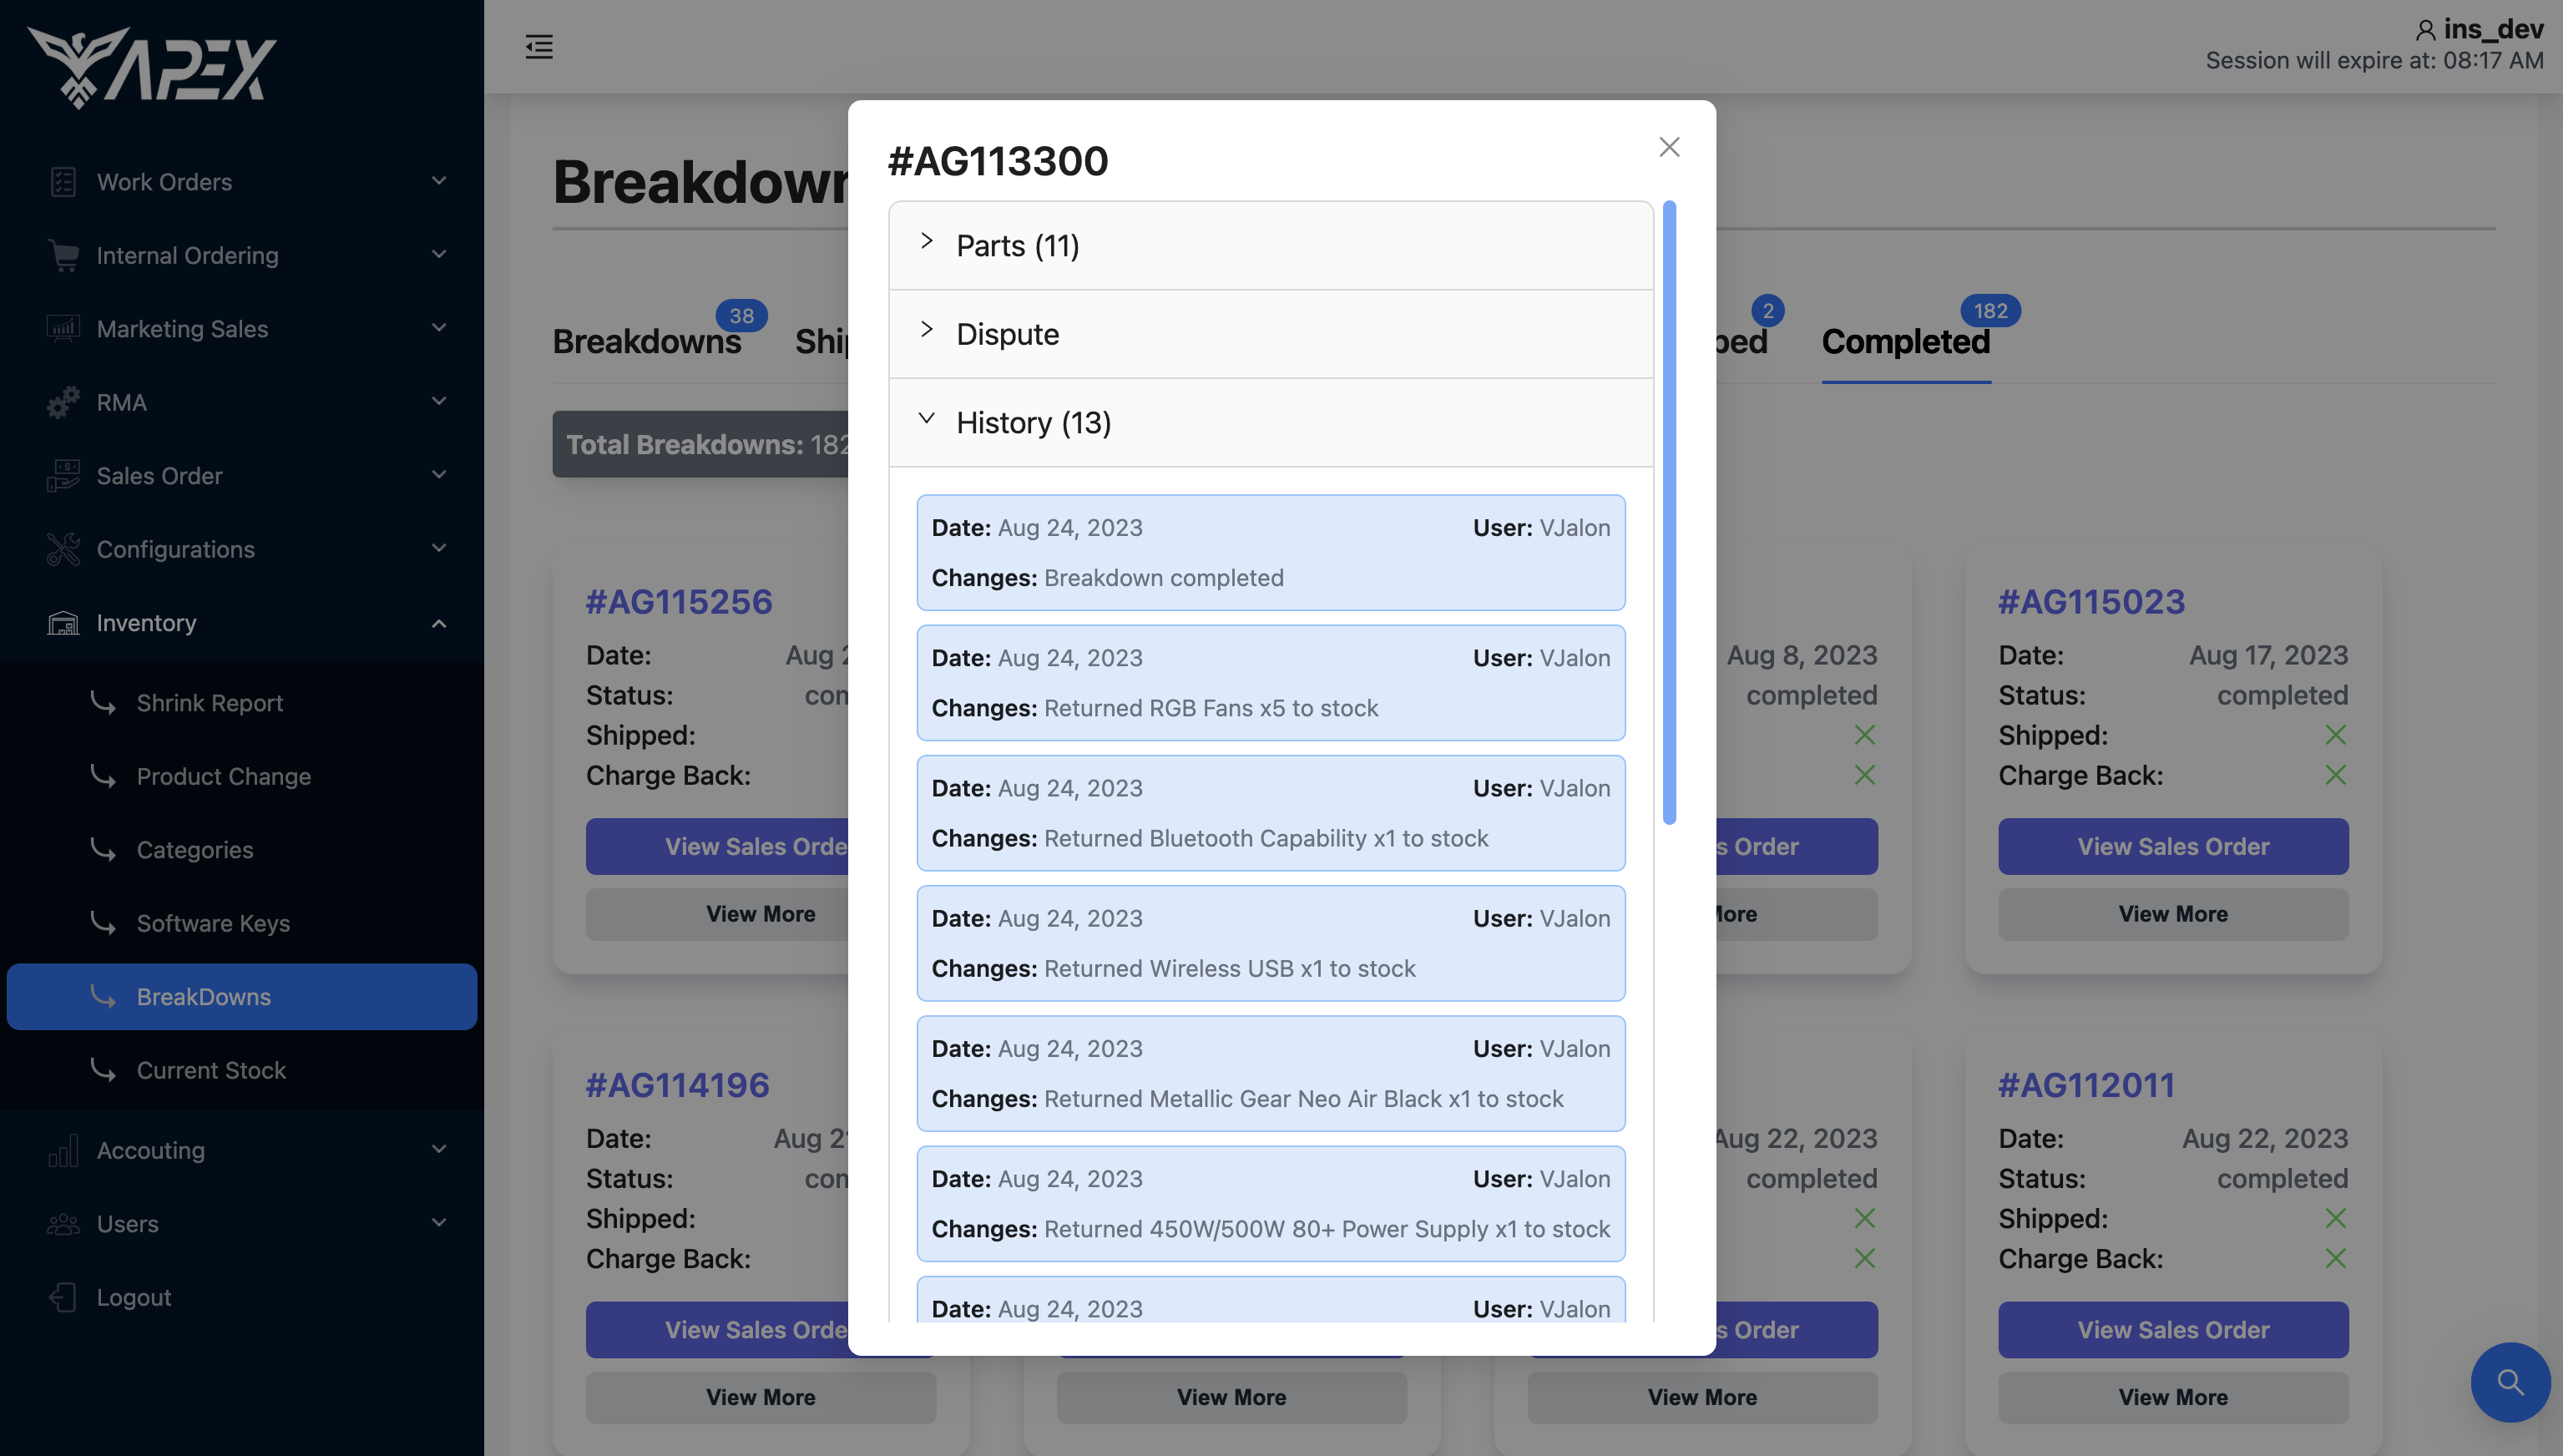 APEX
Work Orders
Internal Ordering
Marketing Sales
RMA
Sales Order
Configurations
Inventory
Shrink Report
Product Change
Categories
Software Keys
BreakDowns
Current Stock
Accouting
Users
Logout
ins_dev
Session will expire at: 08:17 AM
Breakdown
Breakdowns 38
2
Completed 182
Total Breakdowns: 182
#AG115256
Date: Aug
Status:
Shipped:
Charge Back:
View Sales
View More
Aug 8, 2023
completed
Order
#AG115023
Date: Aug 17, 2023
Status: completed
Shipped:
Charge Back:
View Sales Order
View More
#AG114196
Date: Aug
Status:
Shipped:
Charge Back:
View Sales
View More
View More
Aug 22, 2023
completed
Order
View More
#AG112011
Date: Aug 22, 2023
Status: completed
Shipped:
Charge Back:
View Sales Order
View More
#AG113300
Parts (11)
Dispute
History (13)
Date: Aug 24, 2023 User: VJalon
Changes: Breakdown completed
Date: Aug 24, 2023 User: VJalon
Changes: Returned RGB Fans x5 to stock
Date: Aug 24, 2023 User: VJalon
Changes: Returned Bluetooth Capability x1 to stock
Date: Aug 24, 2023 User: VJalon
Changes: Returned Wireless USB x1 to stock
Date: Aug 24, 2023 User: VJalon
Changes: Returned Metallic Gear Neo Air Black x1 to stock
Date: Aug 24, 2023 User: VJalon
Changes: Returned 450W/500W 80+ Power Supply x1 to stock
Date: Aug 24, 2023 User: VJalon